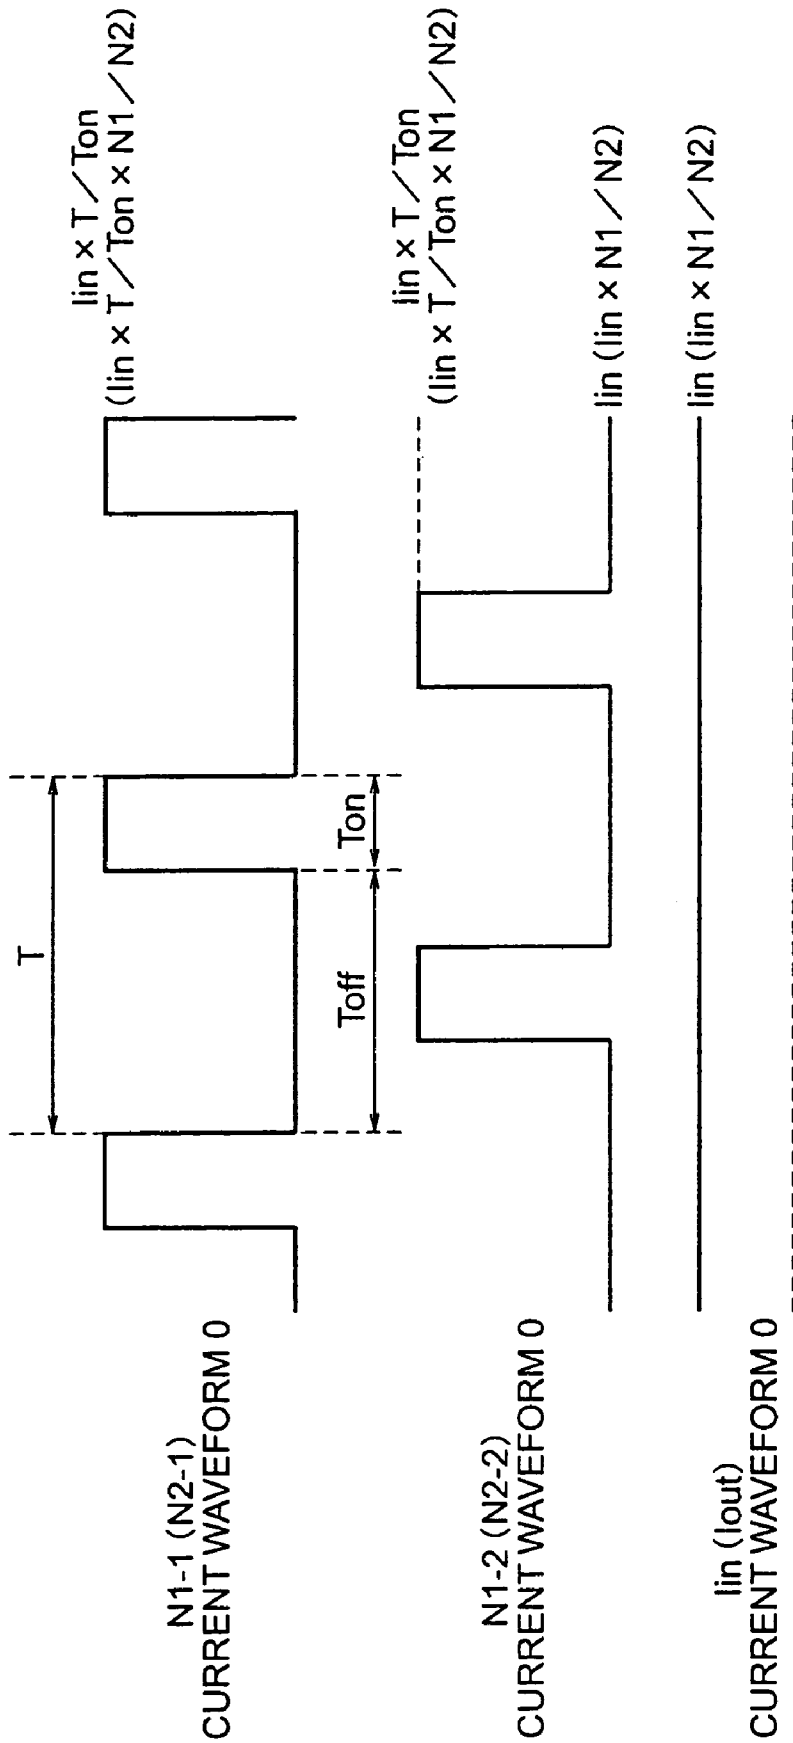 T
Iin × T／Ton
(Iin × T／Ton × N1／N2)
N1-1 (N2-1)
CURRENT WAVEFORM 0
Toff
Ton
Iin × T／Ton
(Iin × T／Ton × N1／N2)
N1-2 (N2-2)
CURRENT WAVEFORM 0
Iin (Iin × N1／N2)
Iin (Iin × N1／N2)
Iin (Iout)
CURRENT WAVEFORM 0